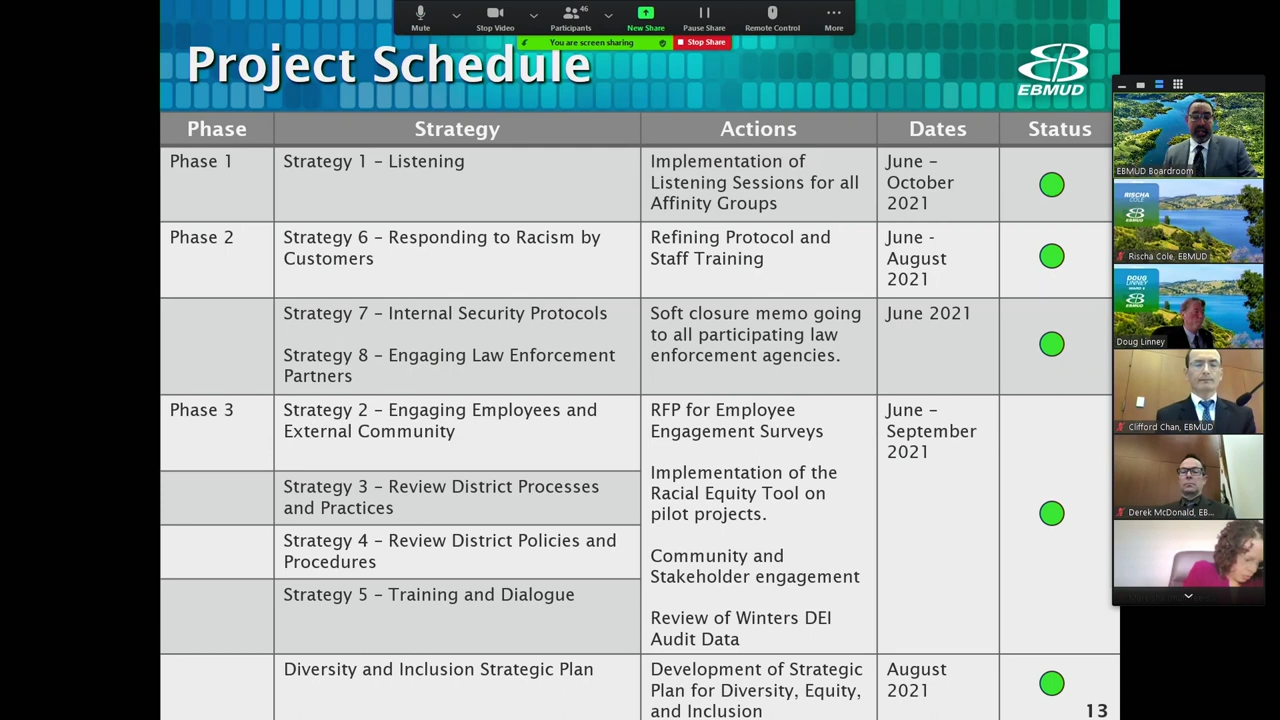 46
Mute
Stop Video
Participants
New Share
Pause Share
Remote Control
More
You are screen sharing
Stop Share
Project Schedule
EBMUD
Phase
Strategy
Actions
Dates
Status
Phase 1
Strategy 1 – Listening
Implementation of
Listening Sessions for all
Affinity Groups
June –
October
2021
Phase 2
Strategy 6 – Responding to Racism by
Customers
Refining Protocol and
Staff Training
June -
August
2021
Strategy 7 – Internal Security Protocols
Strategy 8 – Engaging Law Enforcement
Partners
Soft closure memo going
to all participating law
enforcement agencies.
June 2021
Phase 3
Strategy 2 – Engaging Employees and
External Community
Strategy 3 – Review District Processes
and Practices
Strategy 4 – Review District Policies and
Procedures
Strategy 5 – Training and Dialogue
RFP for Employee
Engagement Surveys
Implementation of the
Racial Equity Tool on
pilot projects.
Community and
Stakeholder engagement
Review of Winters DEI
Audit Data
June –
September
2021
Diversity and Inclusion Strategic Plan
Development of Strategic
Plan for Diversity, Equity,
and Inclusion
August
2021
13
EBMUD Boardroom
RISCHA
COLE
EBMUD
Rischa Cole, EBMUD
DOUG
LINNEY
EBMUD
Doug Linney
Clifford Chan, EBMUD
Derek McDonald, EB...